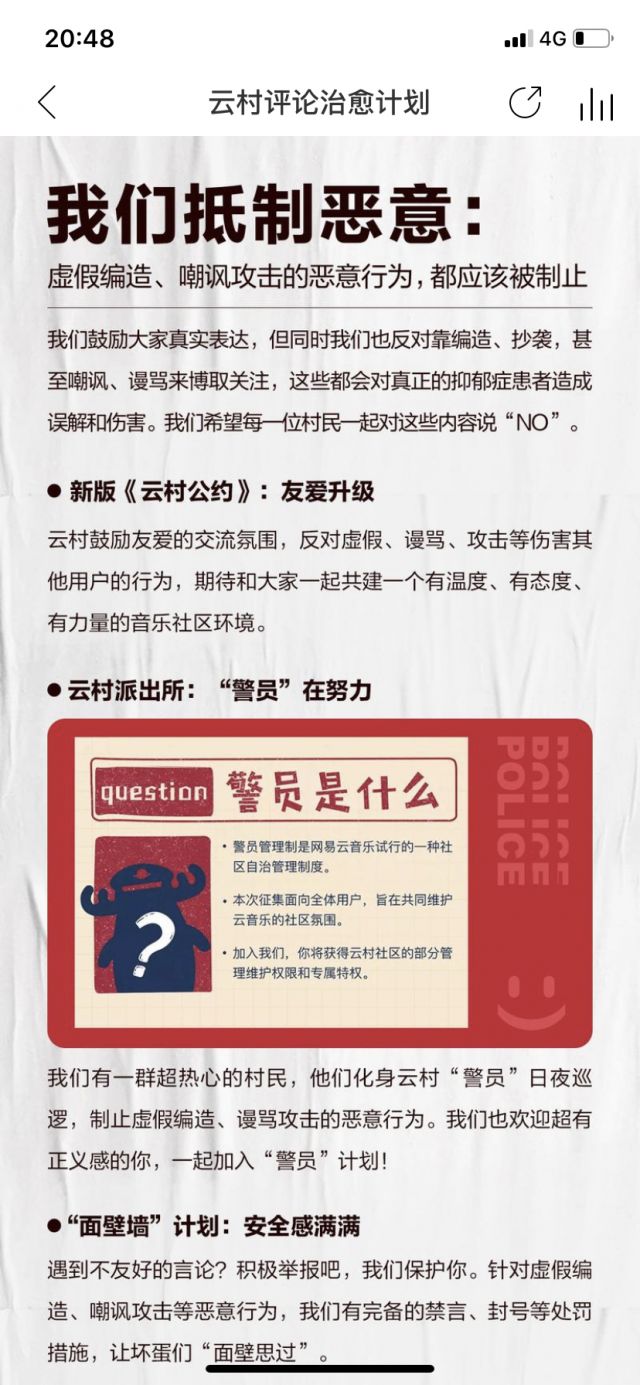 20:48
4G
云村评论治愈计划
我们抵制恶意：
虚假编造、嘲讽攻击的恶意行为，都应该被制止
我们鼓励大家真实表达，但同时我们也反对靠编造、抄袭，甚
至嘲讽、谩骂来博取关注，这些都会对真正的抑郁症患者造成
误解和伤害。我们希望每一位村民一起对这些内容说“NO”。
● 新版《云村公约》：友爱升级
云村鼓励友爱的交流氛围，反对虚假、谩骂、攻击等伤害其
他用户的行为，期待和大家一起共建一个有温度、有态度、
有力量的音乐社区环境。
● 云村派出所：“警员”在努力
question 警员是什么
POLICE
POLICE
• 警员管理制是网易云音乐试行的一种社
区自治管理制度。
• 本次征集面向全体用户，旨在共同维护
云音乐的社区氛围。
• 加入我们，你将获得云村社区的部分管
理维护权限和专属特权。
?
我们有一群超热心的村民，他们化身云村“警员”日夜巡
逻，制止虚假编造、谩骂攻击的恶意行为。我们也欢迎超有
正义感的你，一起加入“警员”计划！
● “面壁墙”计划：安全感满满
遇到不友好的言论？积极举报吧，我们保护你。针对虚假编
造、嘲讽攻击等恶意行为，我们有完备的禁言、封号等处罚
措施，让坏蛋们“面壁思过”。